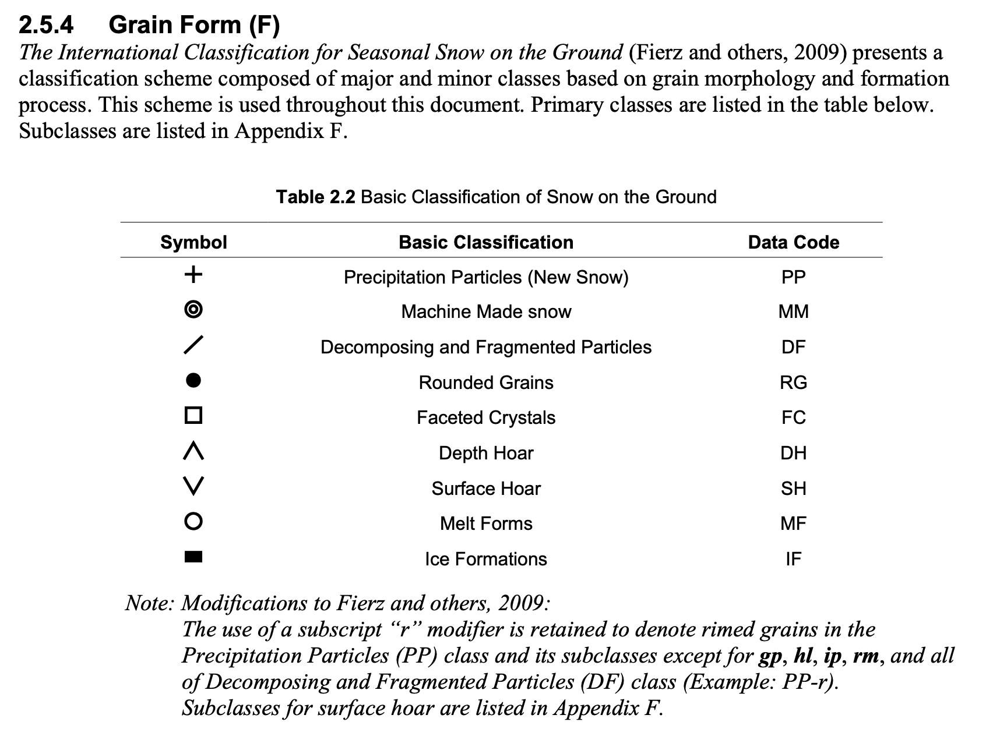 2.5.4 Grain Form (F)
The International Classification for Seasonal Snow on the Ground (Fierz and others, 2009) presents a
classification scheme composed of major and minor classes based on grain morphology and formation
process. This scheme is used throughout this document. Primary classes are listed in the table below.
Subclasses are listed in Appendix F.
Table 2.2 Basic Classification of Snow on the Ground
Symbol Basic Classification Data Code
Precipitation Particles (New Snow) PP
Machine Made snow MM
Decomposing and Fragmented Particles DF
Rounded Grains RG
Faceted Crystals FC
Depth Hoar DH
Surface Hoar SH
Melt Forms MF
Ice Formations IF
Note: Modifications to Fierz and others, 2009:
The use of a subscript “r” modifier is retained to denote rimed grains in the
Precipitation Particles (PP) class and its subclasses except for gp, hl, ip, rm, and all
of Decomposing and Fragmented Particles (DF) class (Example: PP-r).
Subclasses for surface hoar are listed in Appendix F.